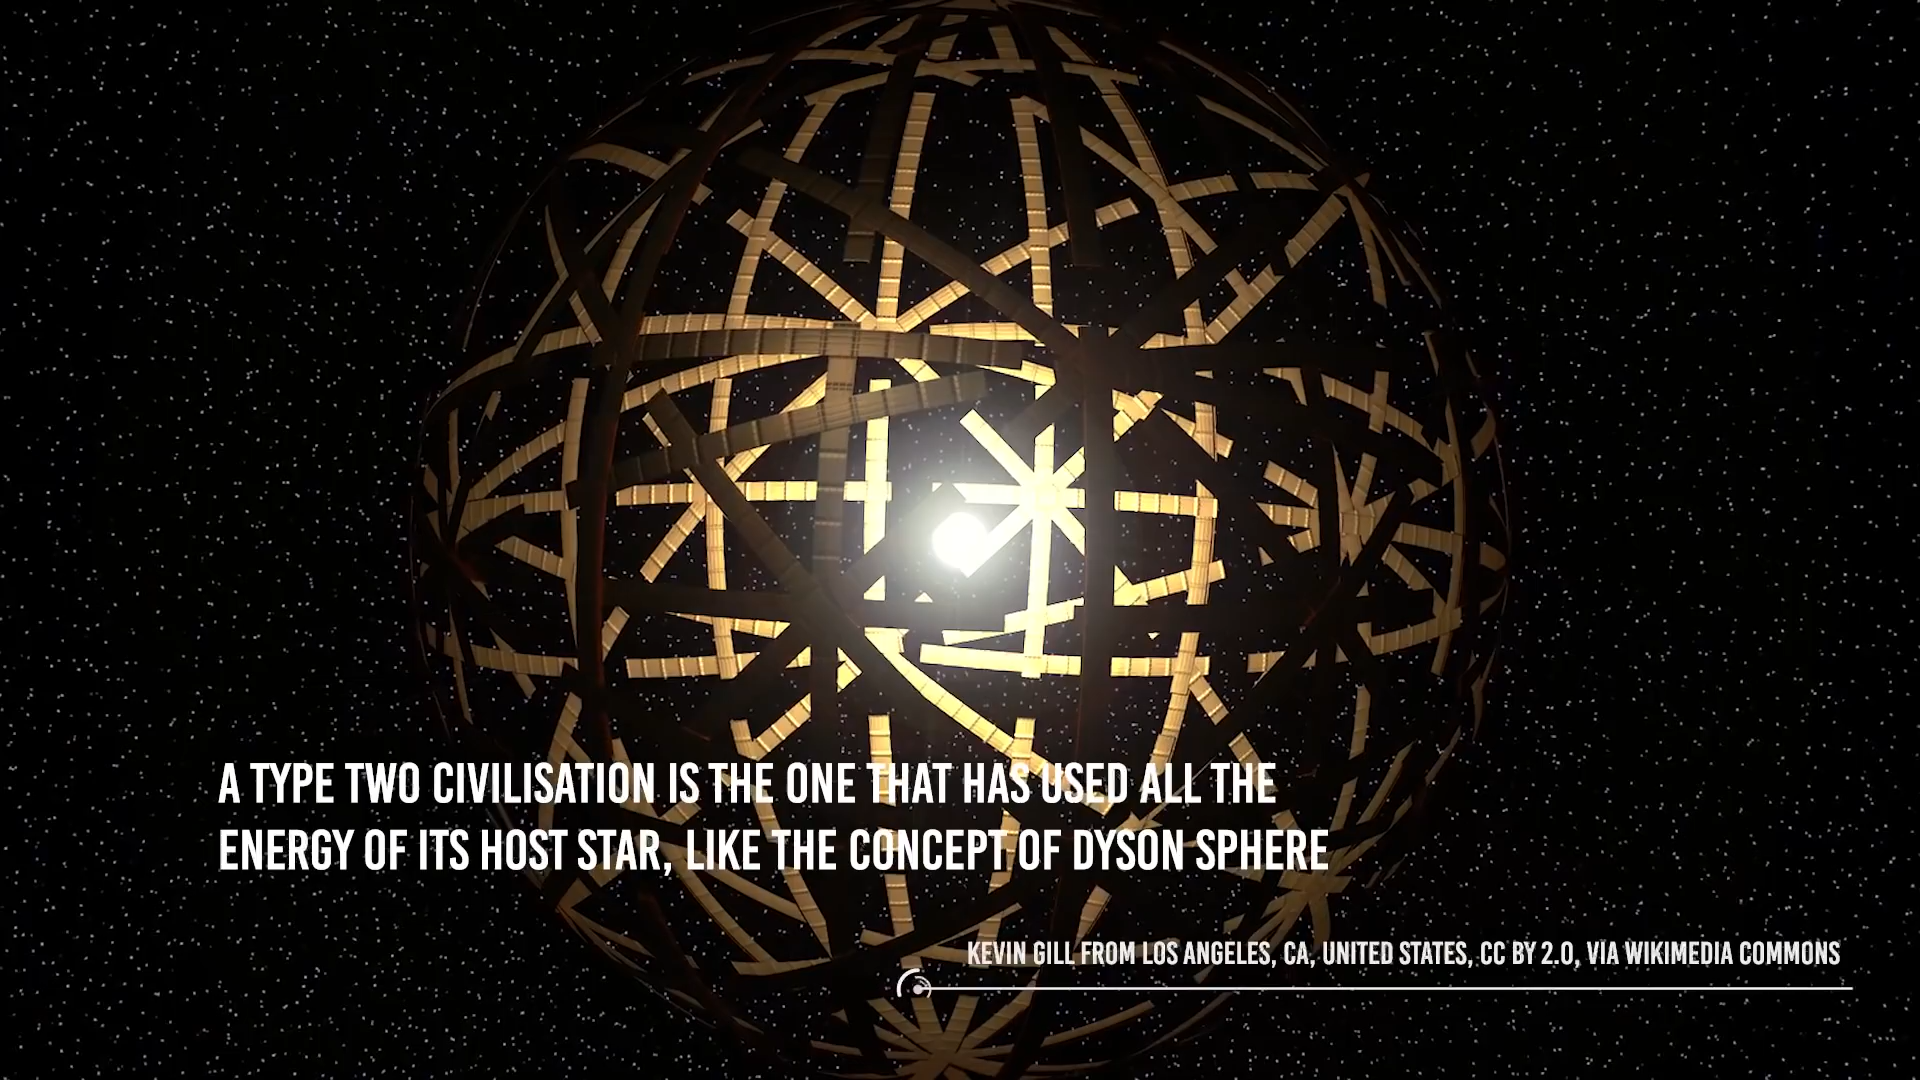 A TYPE TWO CIVILISATION IS THE ONE THAT HAS USED ALL THE
ENERGY OF ITS HOST STAR, LIKE THE CONCEPT OF DYSON SPHERE
KEVIN GILL FROM LOS ANGELES, CA, UNITED STATES, CC BY 2.0, VIA WIKIMEDIA COMMONS